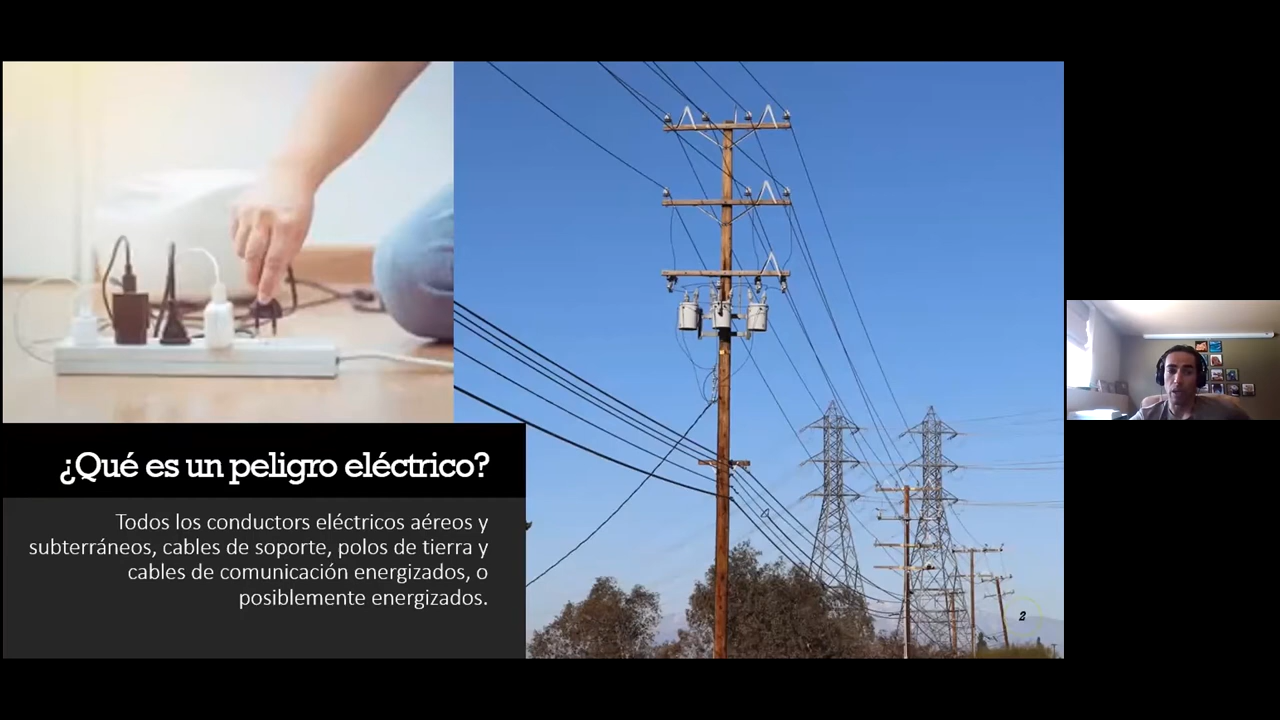 ¿Qué es un peligro eléctrico?
Todos los conductors eléctricos aéreos y
subterráneos, cables de soporte, polos de tierra y
cables de comunicación energizados, o
posiblemente energizados.
2